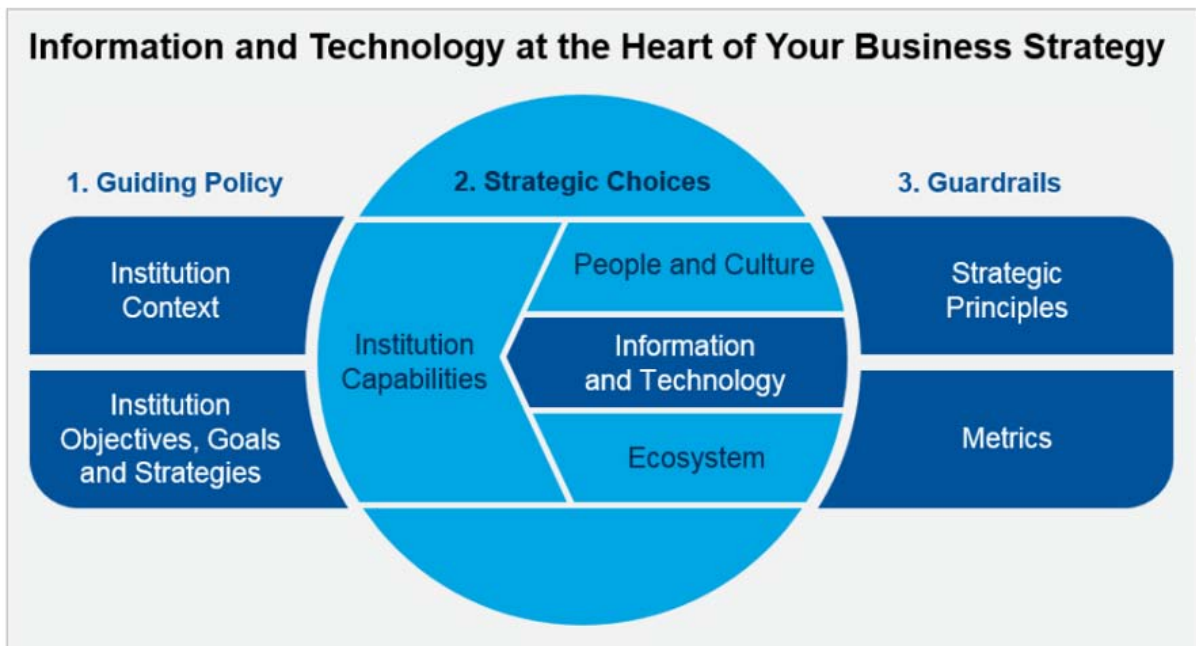 Information and Technology at the Heart of Your Business Strategy
1. Guiding Policy
Institution
Context
Institution
Objectives, Goals
and Strategies
2. Strategic Choices
Institution
Capabilities
People and Culture
Information
and Technology
Ecosystem
3. Guardrails
Strategic
Principles
Metrics